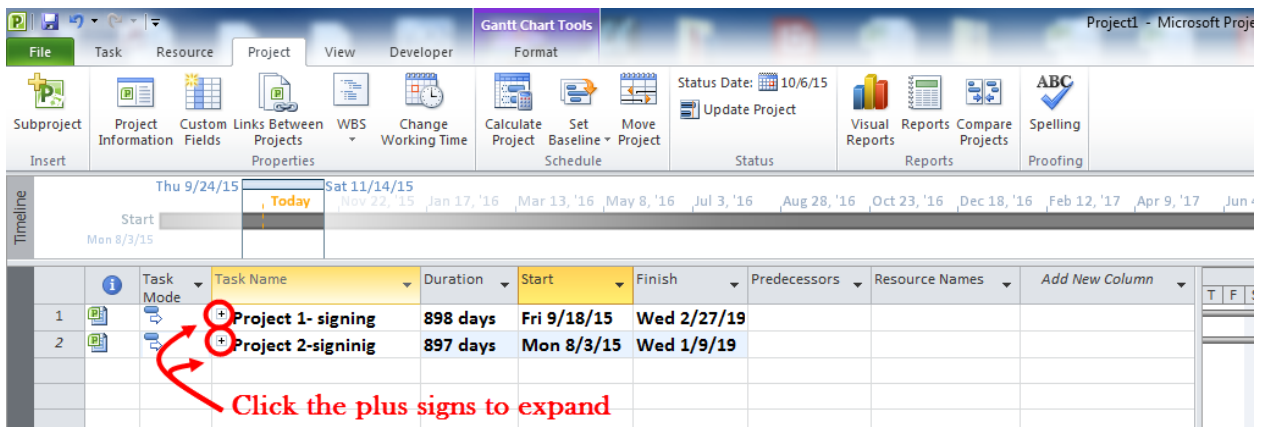 Gantt Chart Tools Project1 - Microsoft Proje
File Task Resource Project View Developer Format
Subproject
Insert
Project Information
Custom Fields
Links Between Projects
WBS
Change Working Time
Properties
Calculate Project
Set Baseline
Move Project
Schedule
Status Date: 10/6/15
Update Project
Status
Visual Reports
Reports
Compare Projects
Reports
ABC
Spelling
Proofing
Timeline
Thu 9/24/15 Sat 11/14/15
Today Nov 22, '15 Jan 17, '16 Mar 13, '16 May 8, '16 Jul 3, '16 Aug 28, '16 Oct 23, '16 Dec 18, '16 Feb 12, '17 Apr 9, '17 Jun 4
Start
Mon 8/3/15
Task Mode Task Name Duration Start Finish Predecessors Resource Names Add New Column
T F S
1 Project 1- signing 898 days Fri 9/18/15 Wed 2/27/19
2 Project 2-signinig 897 days Mon 8/3/15 Wed 1/9/19
Click the plus signs to expand